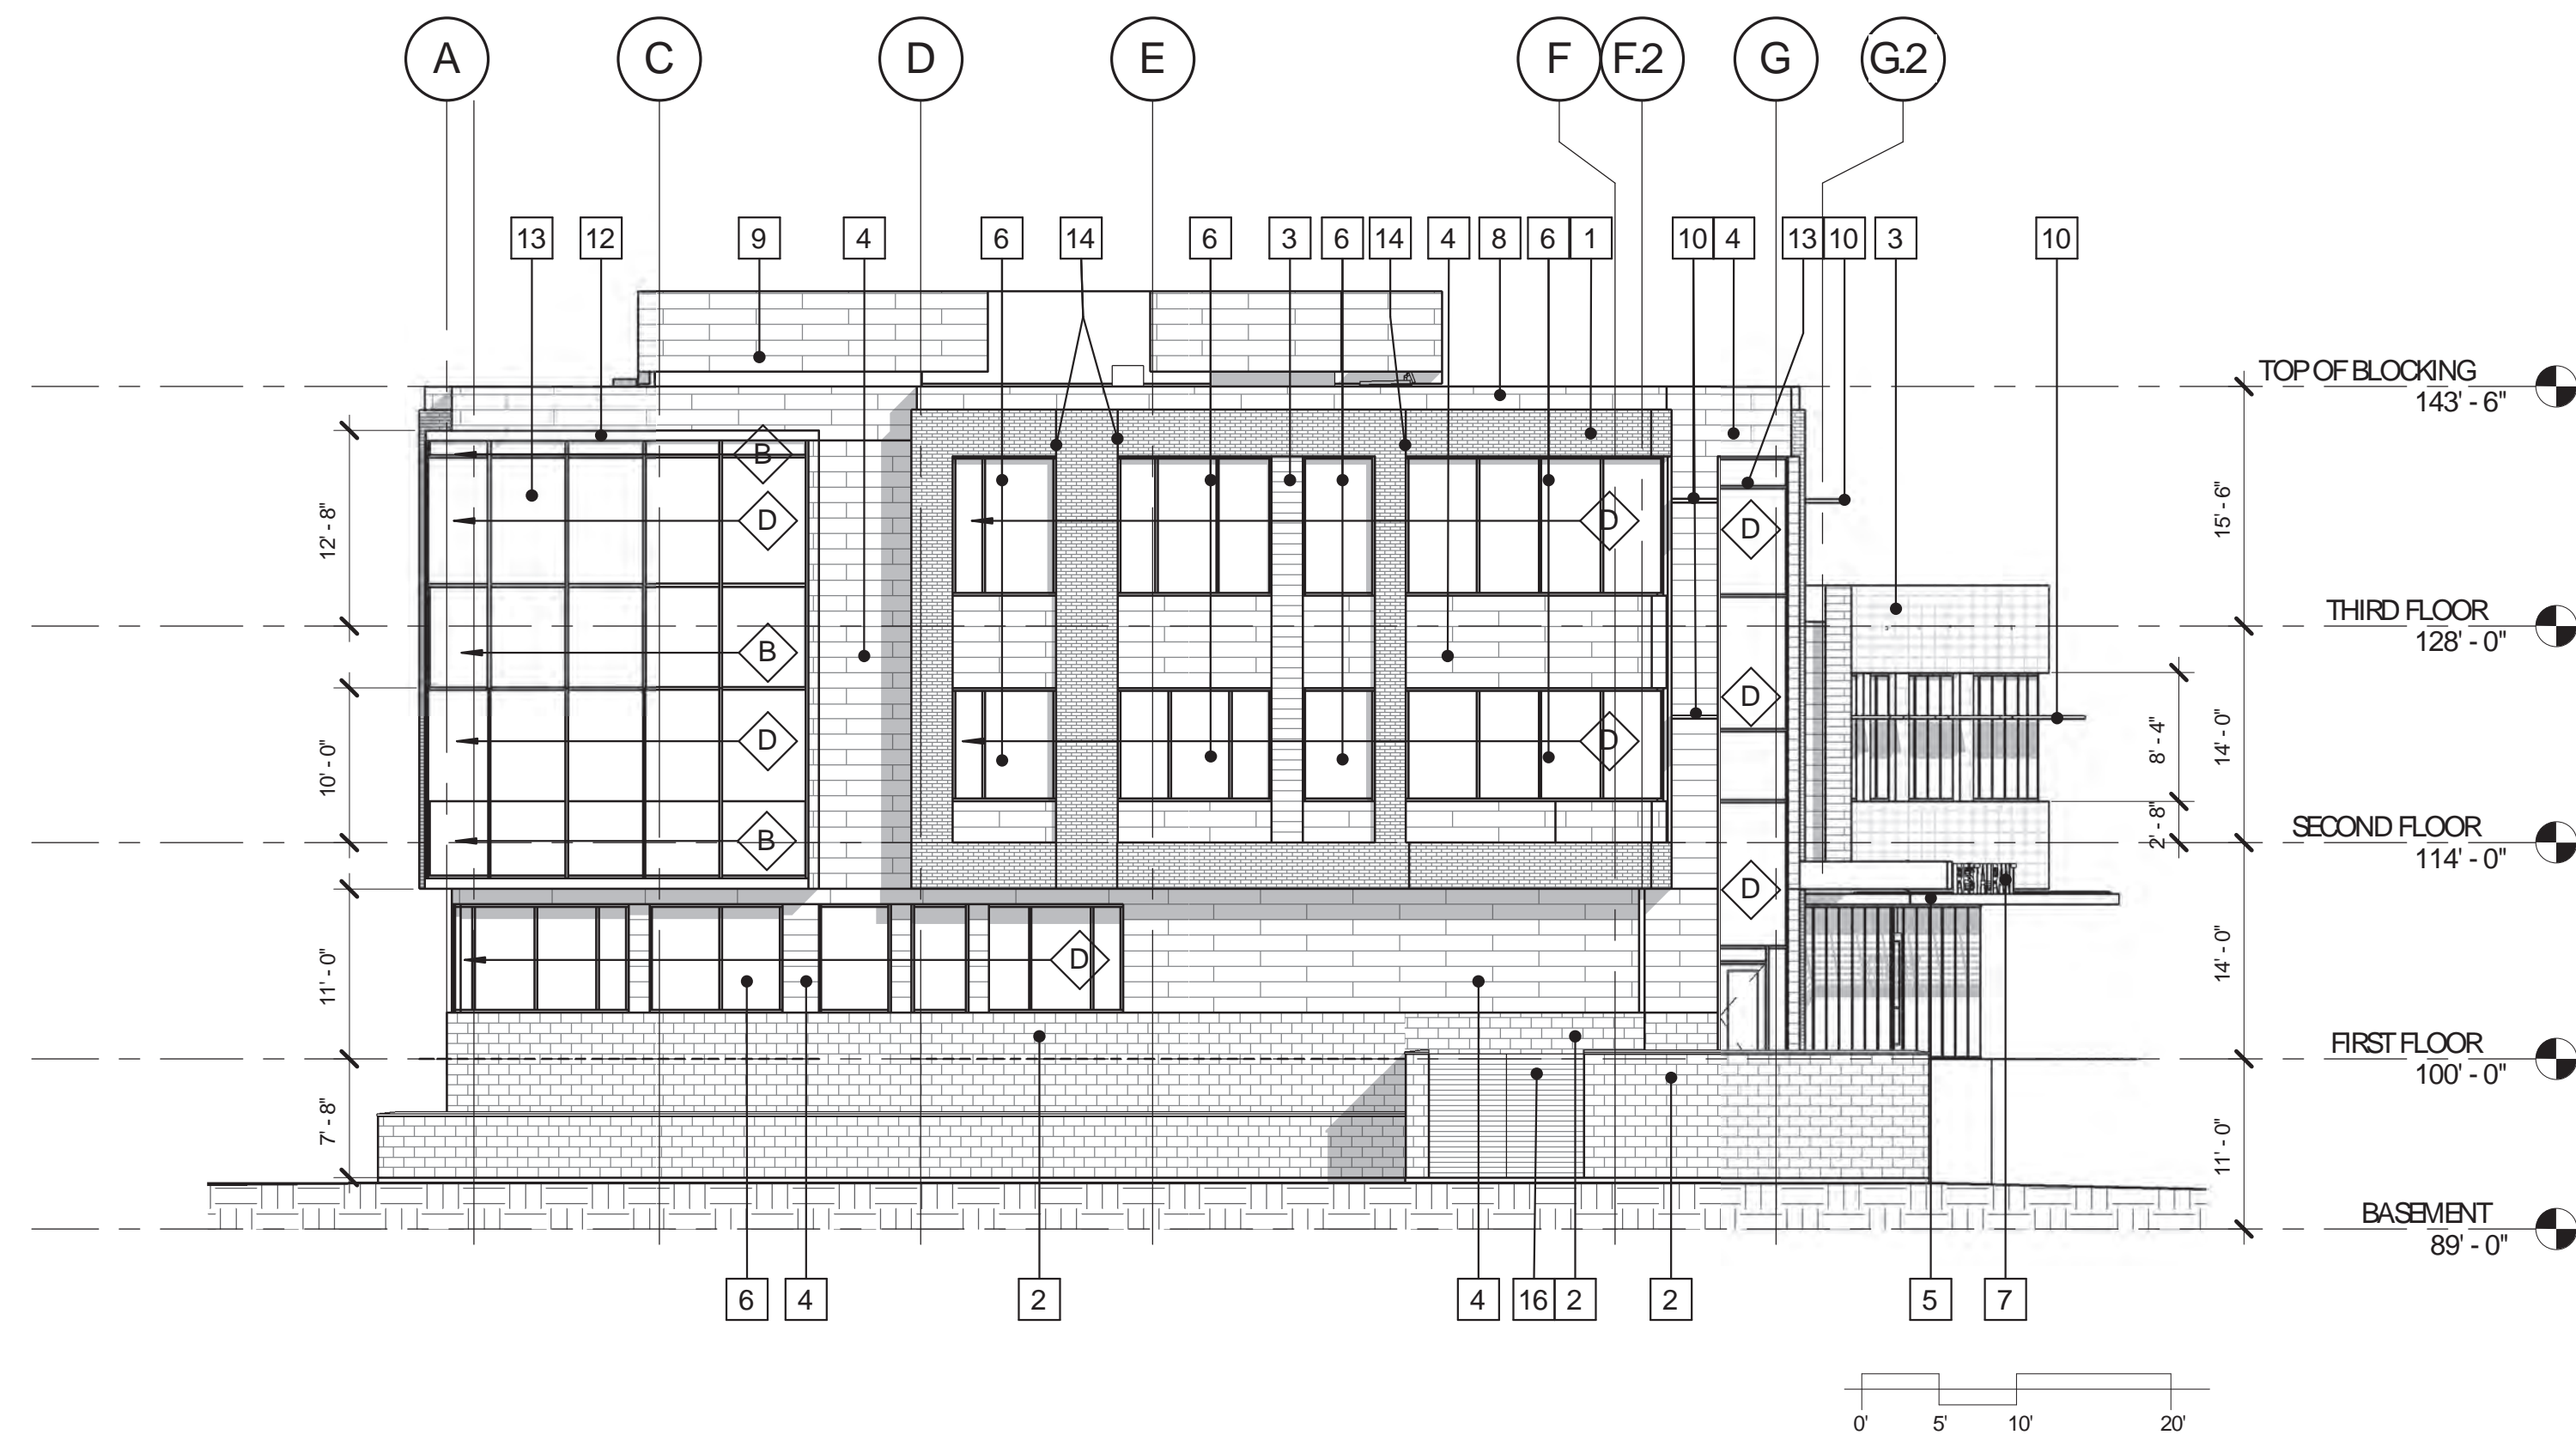 A C D E F F.2 G G.2
13 12 9 4 6 14 6 3 6 14 4 8 6 1 10 4 13 10 3 10
TOP OF BLOCKING
143' - 6"
B
12' - 8"
D
D
D
15' - 6"
THIRD FLOOR
128' - 0"
B
D
8' - 4"
10' - 0"
D
D
14' - 0"
2' - 8"
SECOND FLOOR
114' - 0"
B
RESTAURANT
D
11' - 0"
D
14' - 0"
FIRST FLOOR
100' - 0"
7' - 8"
11' - 0"
BASEMENT
89' - 0"
6 4 2 4 16 2 2 5 7
0' 5' 10' 20'